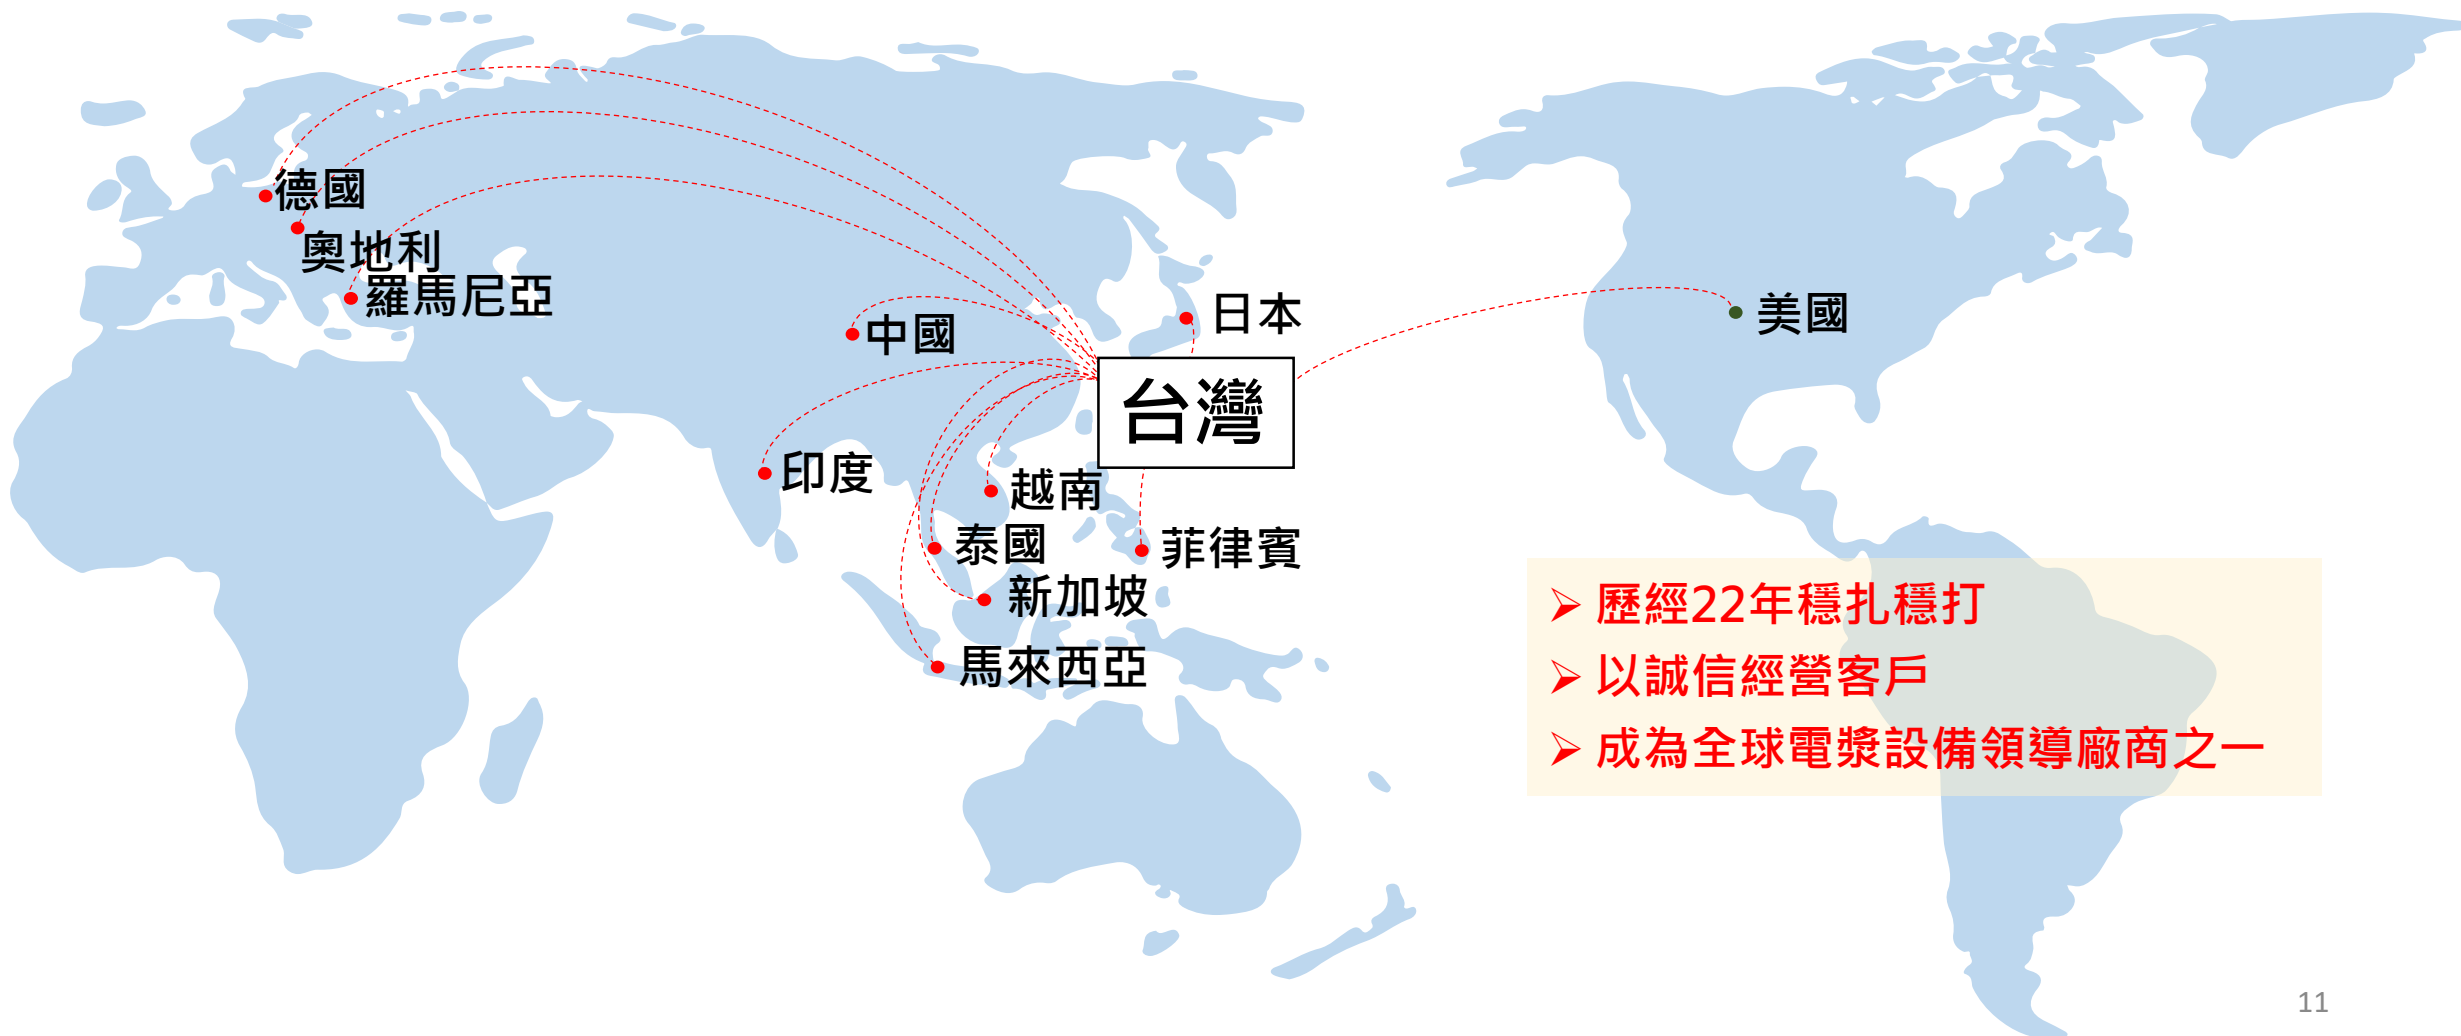 德國
奧地利
羅馬尼亞
中國
日本
美國
台灣
印度
越南
泰國
菲律賓
新加坡
馬來西亞
歷經22年穩扎穩打
以誠信經營客戶
成為全球電漿設備領導廠商之一
11